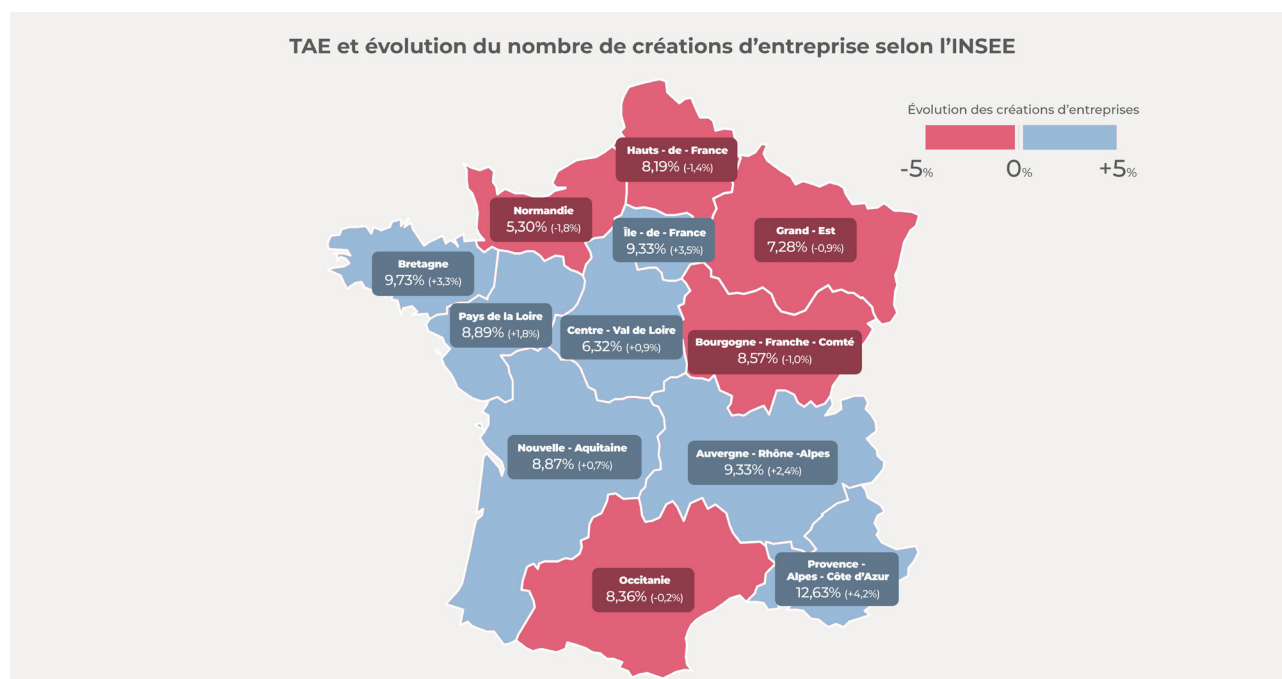 TAE et évolution du nombre de créations d’entreprise selon l’INSEE
Évolution des créations d’entreprises
-5% 0% +5%
Hauts - de - France
8,19% (-1,4%)
Normandie
5,30% (-1,8%)
Île - de - France
9,33% (+3,5%)
Grand - Est
7,28% (-0,9%)
Bretagne
9,73% (+3,3%)
Pays de la Loire
8,89% (+1,8%)
Centre - Val de Loire
6,32% (+0,9%)
Bourgogne - Franche - Comté
8,57% (-1,0%)
Nouvelle - Aquitaine
8,87% (+0,7%)
Auvergne - Rhône -Alpes
9,33% (+2,4%)
Occitanie
8,36% (-0,2%)
Provence -
Alpes - Côte d’Azur
12,63% (+4,2%)